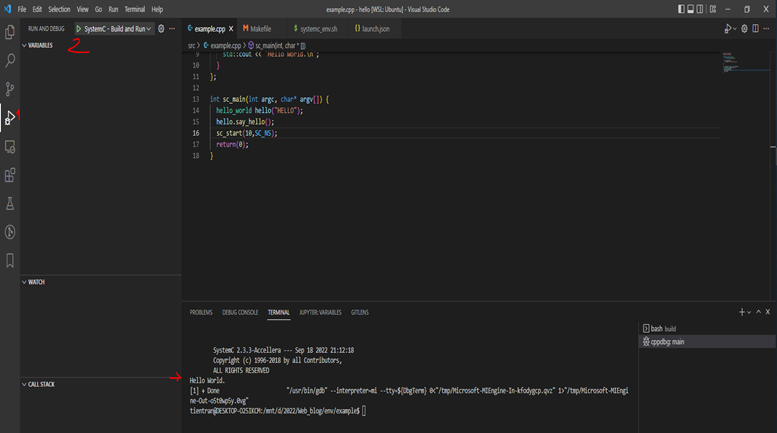 File Edit Selection View Go Run Terminal Help
example.cpp - hello [WSL: Ubuntu] - Visual Studio Code
RUN AND DEBUG
SystemC - Build and Run
example.cpp
Makefile
systemc_env.sh
launch.json
VARIABLES
2
src > example.cpp > sc_main(int, char * [])
9 std::cout << "Hello World.\n";
10 }
11 };
12
13 int sc_main(int argc, char* argv[]) {
14 hello_world hello("HELLO");
15 hello.say_hello();
16 sc_start(10,SC_NS);
17 return(0);
18 }
WATCH
CALL STACK
PROBLEMS DEBUG CONSOLE TERMINAL JUPYTER: VARIABLES GITLENS
SystemC 2.3.3-Accellera --- Sep 18 2022 21:12:18
Copyright (c) 1996-2018 by all Contributors,
ALL RIGHTS RESERVED
Hello World.
[1] + Done "/usr/bin/gdb" --interpreter=mi --tty=${DbgTerm} 0<"/tmp/Microsoft-MIEngine-In-kfodygcp.qvz" 1>"/tmp/Microsoft-MIEngi
ne-Out-oSt0wp5y.0vg"
tientran@DESKTOP-O2SIKCM:/mnt/d/2022/Web_blog/env/example$
bash build
cppdbg: main